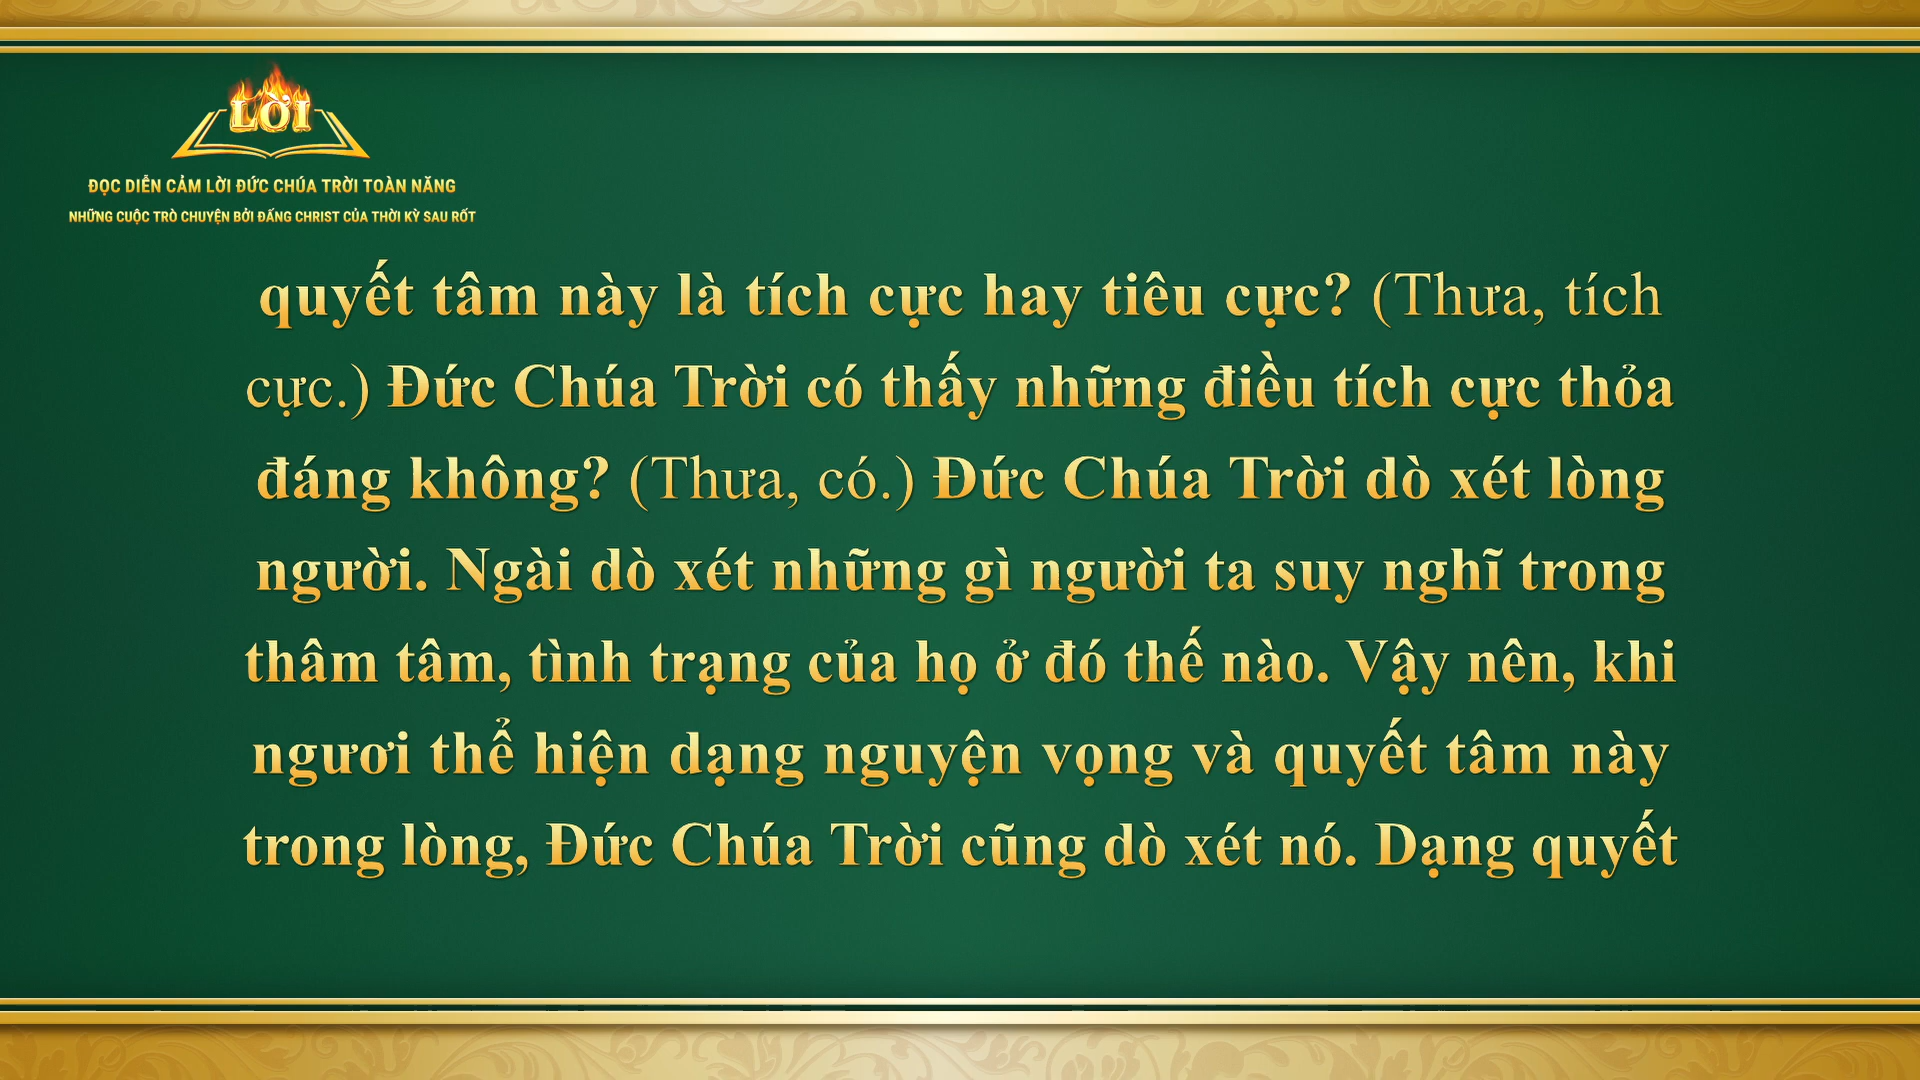 LỜI
ĐỌC DIỄN CẢM LỜI ĐỨC CHÚA TRỜI TOÀN NĂNG
NHỮNG CUỘC TRÒ CHUYỆN BỞI ĐẤNG CHRIST CỦA THỜI KỲ SAU RỐT
quyết tâm này là tích cực hay tiêu cực? (Thưa, tích
cực.) Đức Chúa Trời có thấy những điều tích cực thỏa
đáng không? (Thưa, có.) Đức Chúa Trời dò xét lòng
người. Ngài dò xét những gì người ta suy nghĩ trong
thâm tâm, tình trạng của họ ở đó thế nào. Vậy nên, khi
ngươi thể hiện dạng nguyện vọng và quyết tâm này
trong lòng, Đức Chúa Trời cũng dò xét nó. Dạng quyết